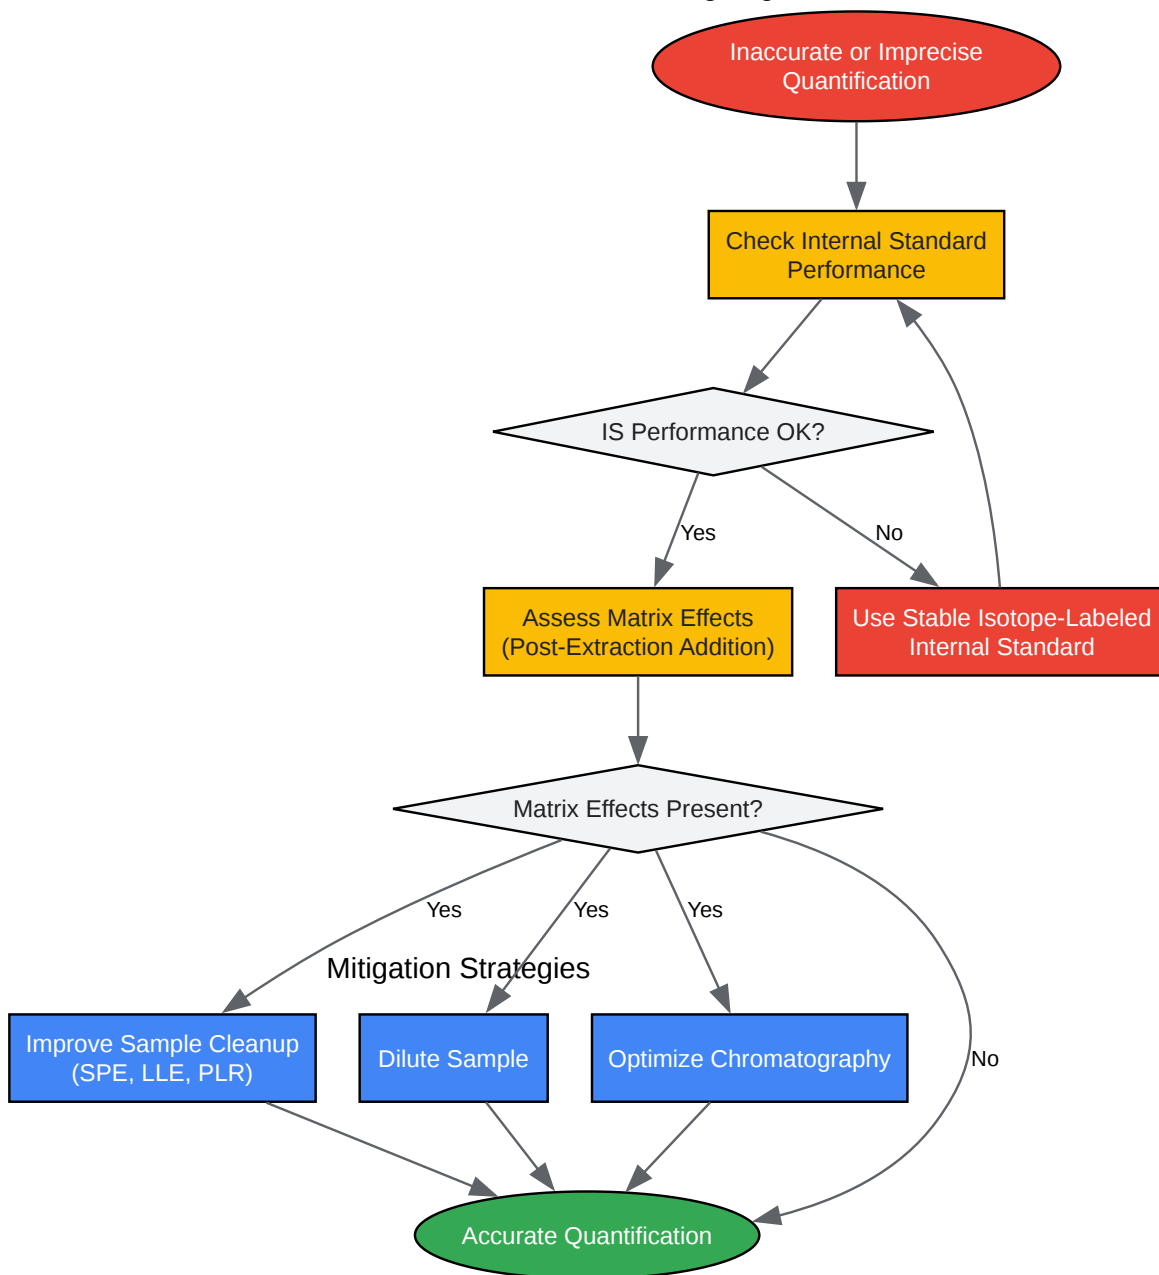 Inaccurate or Imprecise
Quantification
Check Internal Standard
Performance
IS Performance OK?
Yes
No
Assess Matrix Effects
(Post-Extraction Addition)
Use Stable Isotope-Labeled
Internal Standard
Matrix Effects Present?
Yes
Yes
Yes
Mitigation Strategies
Improve Sample Cleanup
(SPE, LLE, PLR)
Dilute Sample
Optimize Chromatography
No
Accurate Quantification